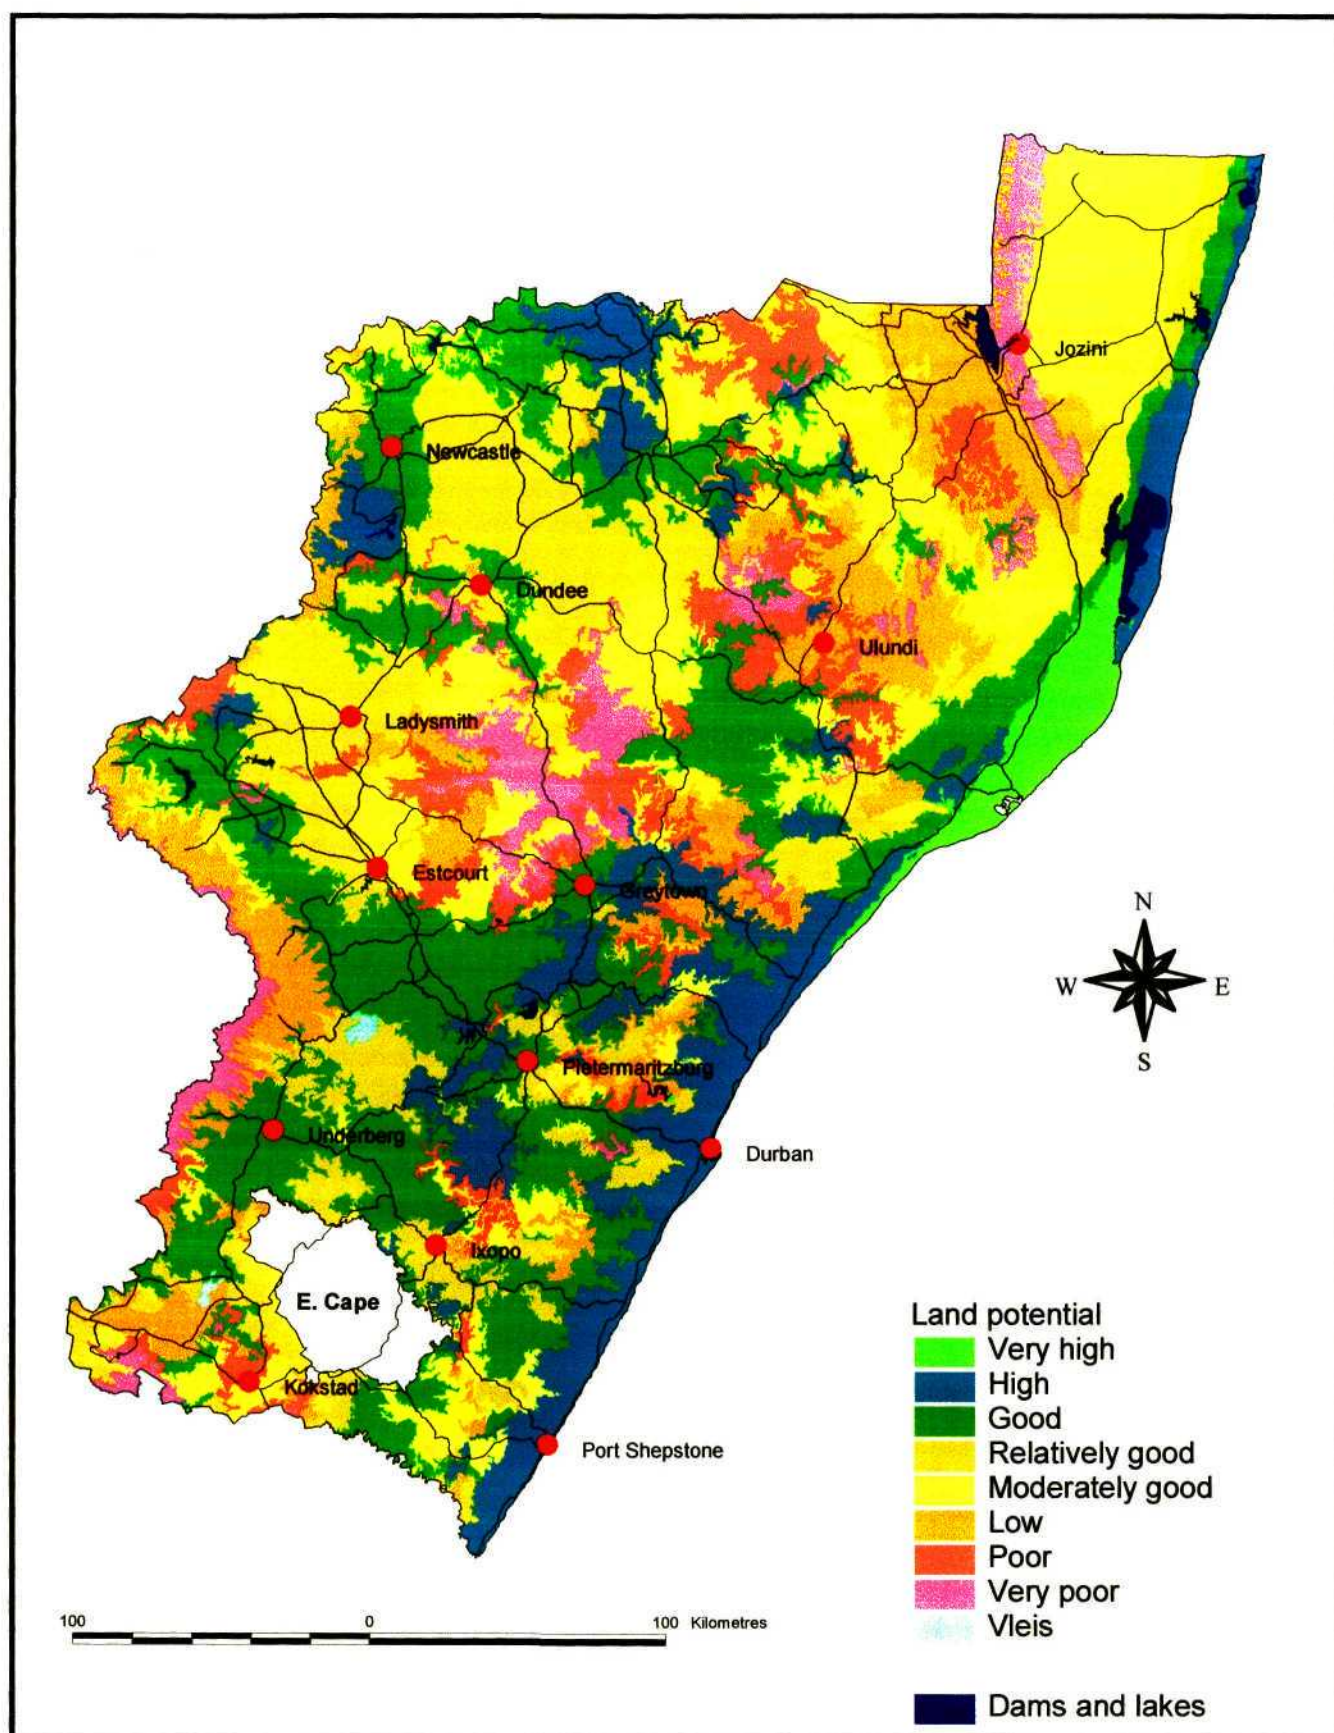 Jozini
Newcastle
Dundee
Ulundi
Ladysmith
Estcourt
Greytown
N
W
E
S
Pietermaritzburg
Underberg
Durban
Ixopo
E. Cape
Kokstad
Port Shepstone
Land potential
Very high
High
Good
Relatively good
Moderately good
Low
Poor
Very poor
Vleis
Dams and lakes
100 0 100 Kilometres